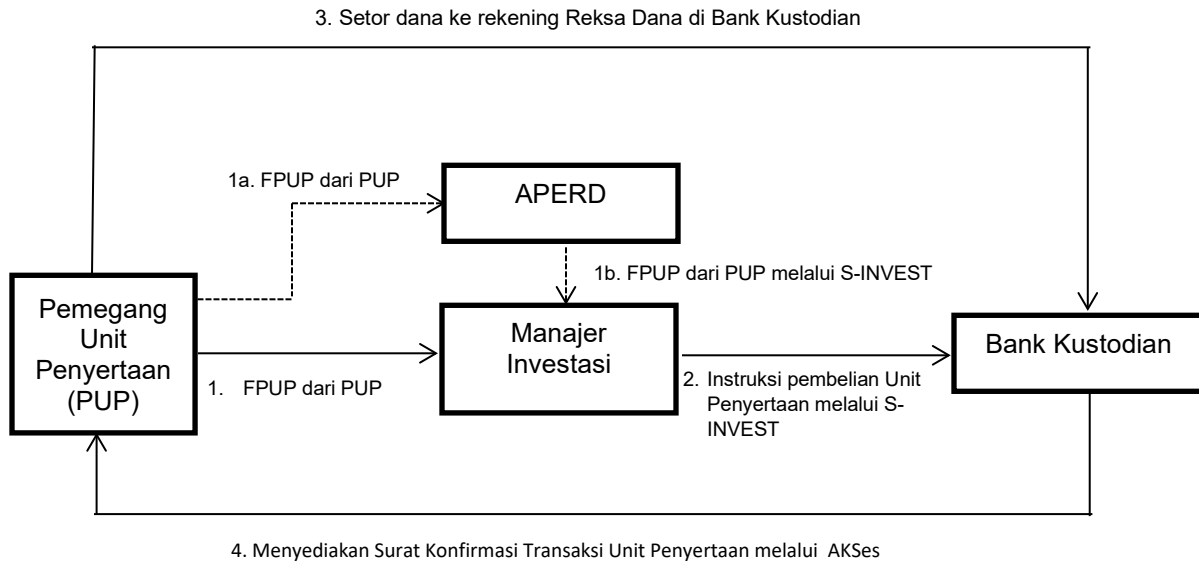 3. Setor dana ke rekening Reksa Dana di Bank Kustodian
1a. FPUP dari PUP
APERD
1b. FPUP dari PUP melalui S-INVEST
Pemegang
Unit
Penyertaan
(PUP)
Manajer
Investasi
Bank Kustodian
1. FPUP dari PUP
2. Instruksi pembelian Unit
Penyertaan melalui S-
INVEST
4. Menyediakan Surat Konfirmasi Transaksi Unit Penyertaan melalui AKSes